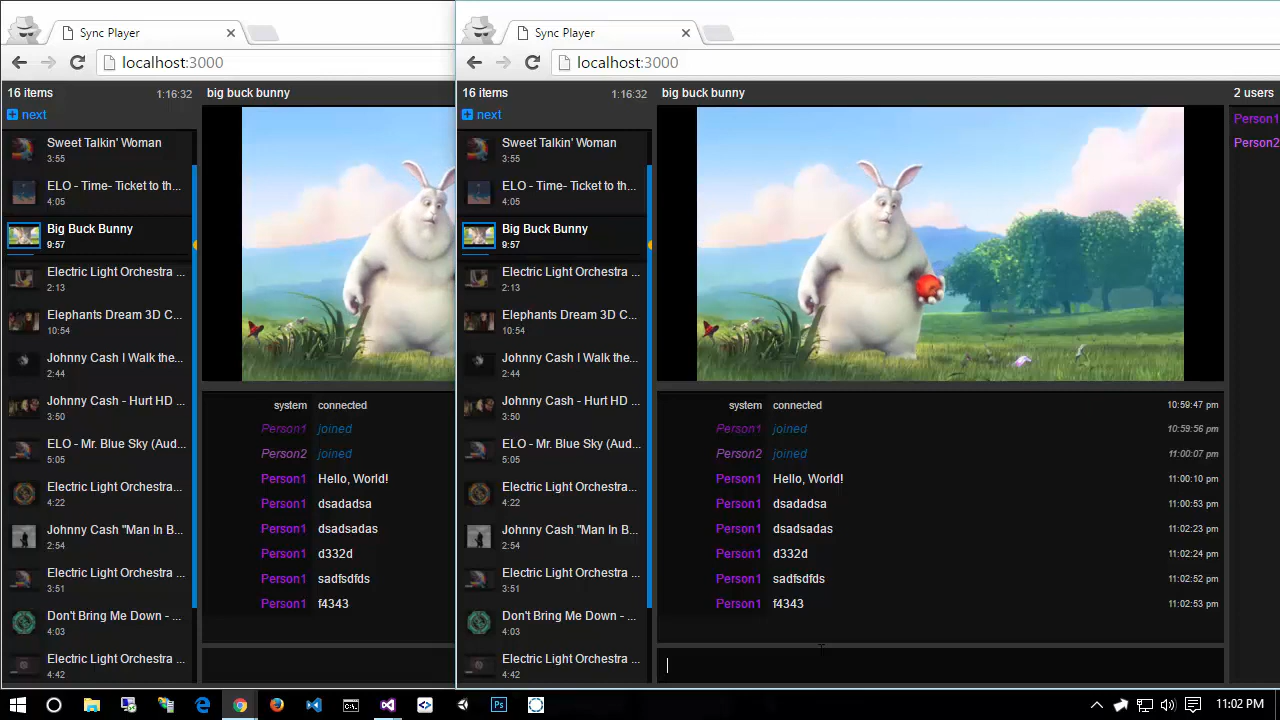 Sync Player
localhost:3000
16 items 1:16:32
next
Sweet Talkin' Woman
3:55
ELO - Time- Ticket to th...
4:05
Big Buck Bunny
9:57
Electric Light Orchestra ...
2:13
Elephants Dream 3D C...
10:54
Johnny Cash I Walk the...
2:44
Johnny Cash - Hurt HD ...
3:50
ELO - Mr. Blue Sky (Aud...
5:05
Electric Light Orchestra...
4:22
Johnny Cash "Man In B...
2:54
Electric Light Orchestra ...
3:51
Don't Bring Me Down - ...
4:03
Electric Light Orchestra ...
4:42
big buck bunny
system connected
Person1 joined
Person2 joined
Person1 Hello, World!
Person1 dsadadsa
Person1 dsadsadas
Person1 d332d
Person1 sadfsdfds
Person1 f4343
Sync Player
localhost:3000
16 items 1:16:32
next
Sweet Talkin' Woman
3:55
ELO - Time- Ticket to th...
4:05
Big Buck Bunny
9:57
Electric Light Orchestra ...
2:13
Elephants Dream 3D C...
10:54
Johnny Cash I Walk the...
2:44
Johnny Cash - Hurt HD ...
3:50
ELO - Mr. Blue Sky (Aud...
5:05
Electric Light Orchestra...
4:22
Johnny Cash "Man In B...
2:54
Electric Light Orchestra ...
3:51
Don't Bring Me Down - ...
4:03
Electric Light Orchestra ...
4:42
big buck bunny
system connected 10:59:47 pm
Person1 joined 10:59:56 pm
Person2 joined 11:00:07 pm
Person1 Hello, World! 11:00:10 pm
Person1 dsadadsa 11:00:53 pm
Person1 dsadsadas 11:02:23 pm
Person1 d332d 11:02:24 pm
Person1 sadfsdfds 11:02:52 pm
Person1 f4343 11:02:53 pm
2 users
Person1
Person2
Ps
11:02 PM